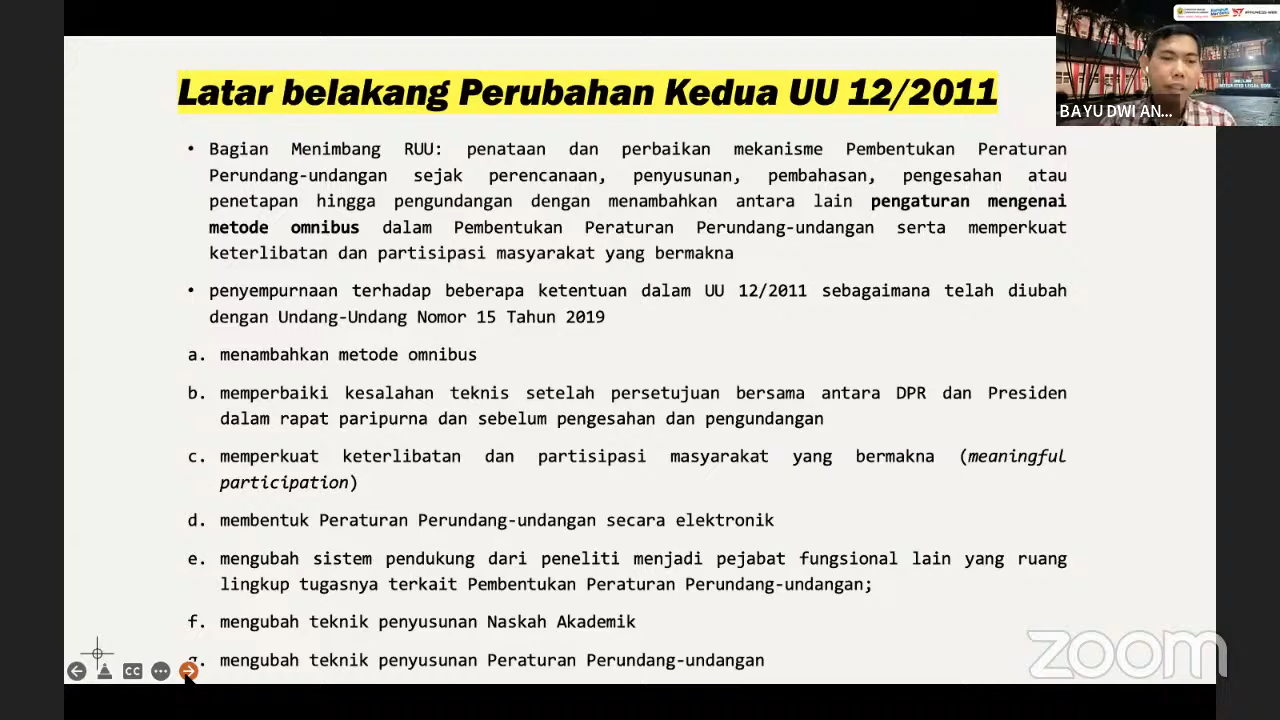 Latar belakang Perubahan Kedua UU 12/2011
BAYU DWI AN...
• Bagian Menimbang RUU: penataan dan perbaikan mekanisme Pembentukan Peraturan
Perundang-undangan sejak perencanaan, penyusunan, pembahasan, pengesahan atau
penetapan hingga pengundangan dengan menambahkan antara lain pengaturan mengenai
metode omnibus dalam Pembentukan Peraturan Perundang-undangan serta memperkuat
keterlibatan dan partisipasi masyarakat yang bermakna
• penyempurnaan terhadap beberapa ketentuan dalam UU 12/2011 sebagaimana telah diubah
dengan Undang-Undang Nomor 15 Tahun 2019
a. menambahkan metode omnibus
b. memperbaiki kesalahan teknis setelah persetujuan bersama antara DPR dan Presiden
dalam rapat paripurna dan sebelum pengesahan dan pengundangan
c. memperkuat keterlibatan dan partisipasi masyarakat yang bermakna (meaningful
participation)
d. membentuk Peraturan Perundang-undangan secara elektronik
e. mengubah sistem pendukung dari peneliti menjadi pejabat fungsional lain yang ruang
lingkup tugasnya terkait Pembentukan Peraturan Perundang-undangan;
f. mengubah teknik penyusunan Naskah Akademik
g. mengubah teknik penyusunan Peraturan Perundang-undangan
CC
zoom